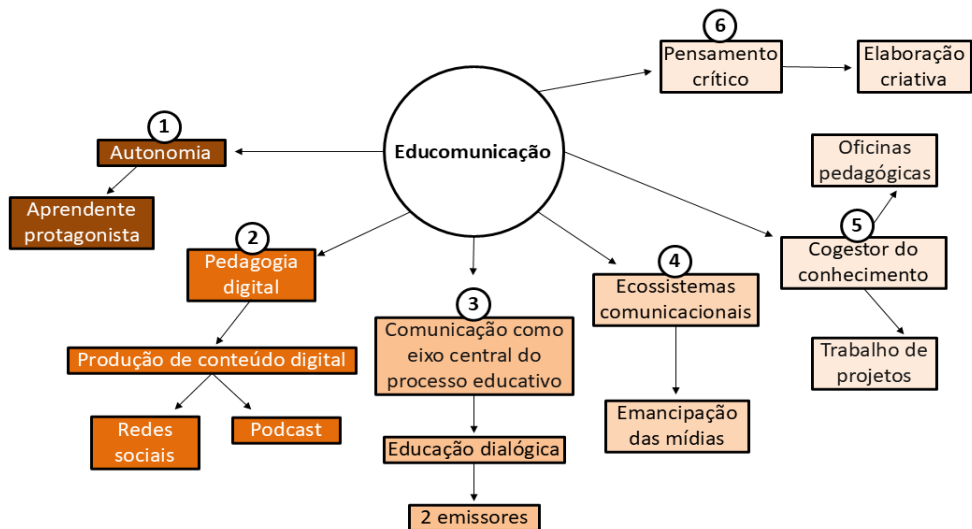 Educomunicação
1
Autonomia
Aprendente
protagonista
2
Pedagogia
digital
Produção de conteúdo digital
Redes
sociais
Podcast
3
Comunicação como
eixo central do
processo educativo
Educação dialógica
2 emissores
4
Ecossistemas
comunicacionais
Emancipação
das mídias
5
Cogestor do
conhecimento
Oficinas
pedagógicas
Trabalho de
projetos
6
Pensamento
crítico
Elaboração
criativa